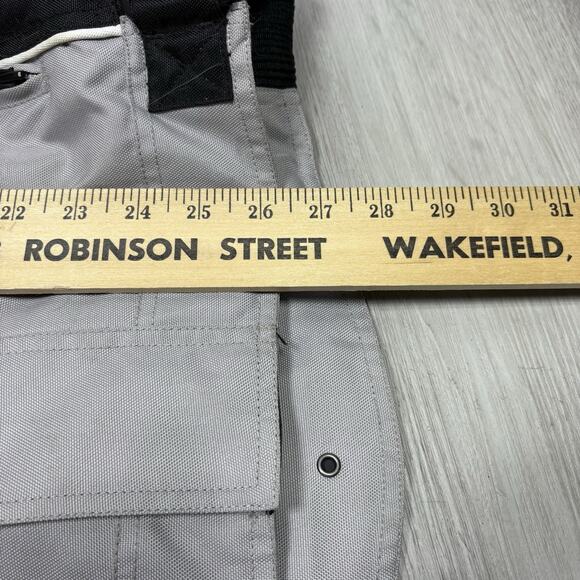 22 23 24 25 26 27 28 29 30 31
ROBINSON STREET WAKEFIELD,